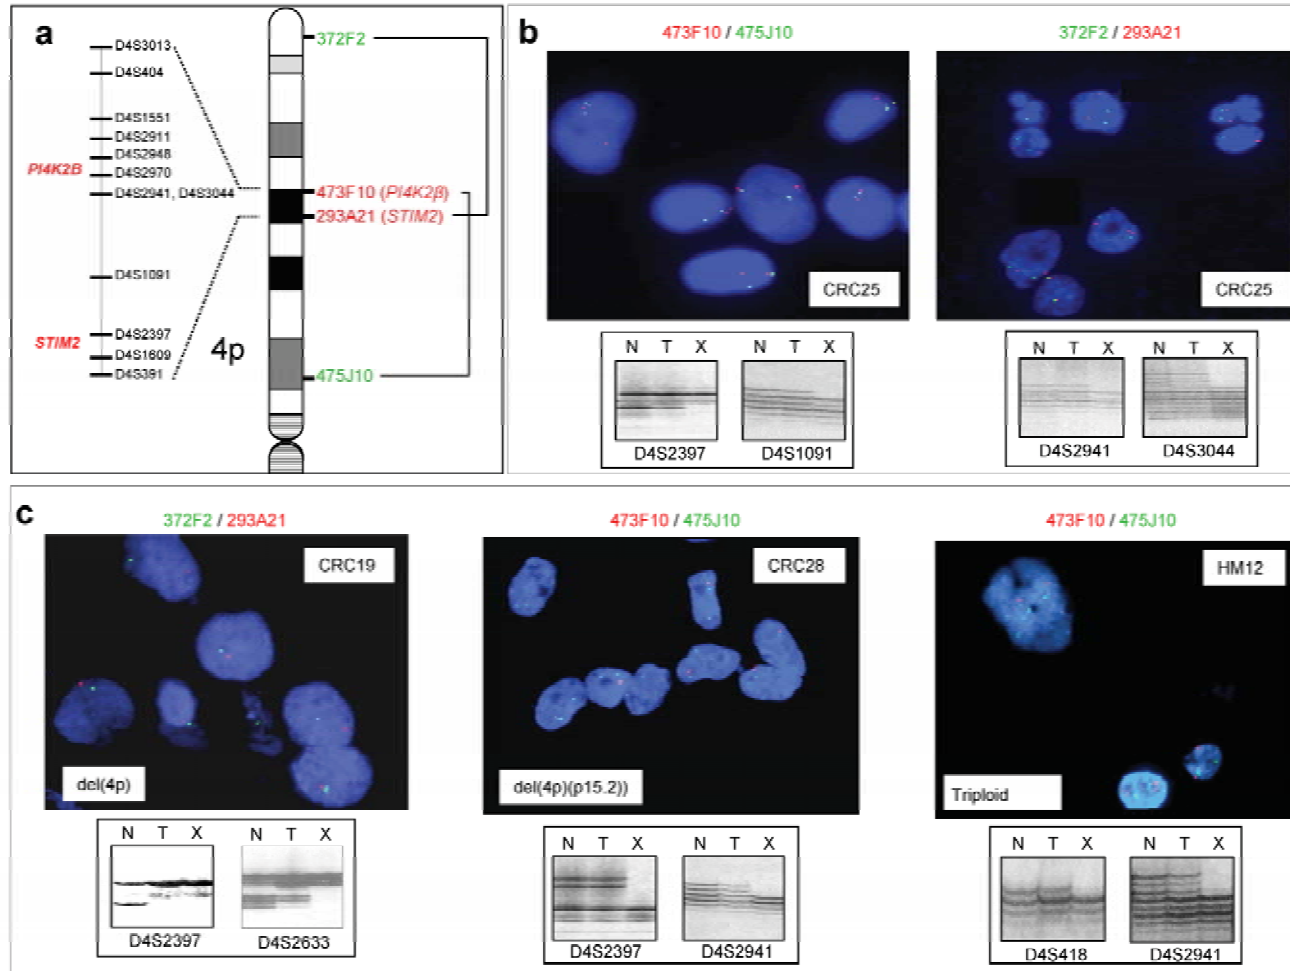 a
D4S3013
D4S404
D4S1551
D4S2911
D4S2948
PI4K2B
D4S2970
D4S2941, D4S3044
D4S1091
D4S2397
STIM2
D4S1609
D4S391
372F2
473F10 (PI4K2β)
293A21 (STIM2)
4p
475J10
b
473F10 / 475J10
372F2 / 293A21
CRC25
CRC25
N T X
N T X
D4S2397
D4S1091
N T X
N T X
D4S2941
D4S3044
c
372F2 / 293A21
473F10 / 475J10
473F10 / 475J10
CRC19
CRC28
HM12
del(4p)
del(4p)(p15.2))
Triploid
N T X
N T X
D4S2397
D4S2633
N T X
N T X
D4S2397
D4S2941
N T X
N T X
D4S418
D4S2941